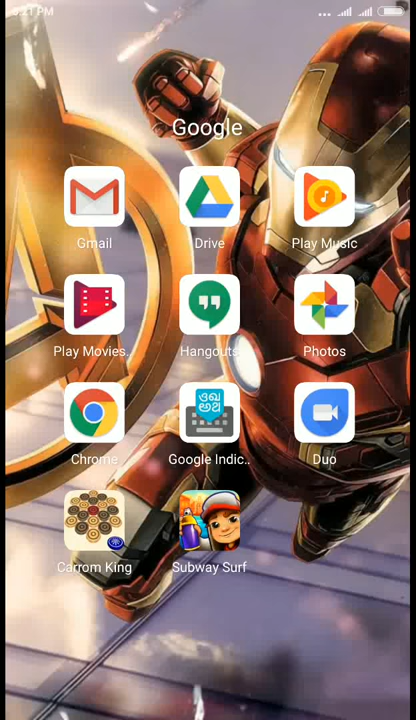 Google
Gmail
Drive
Play Music
Play Movies..
Hangouts
Photos
Chrome
Google Indic..
Duo
Carrom King
Subway Surf